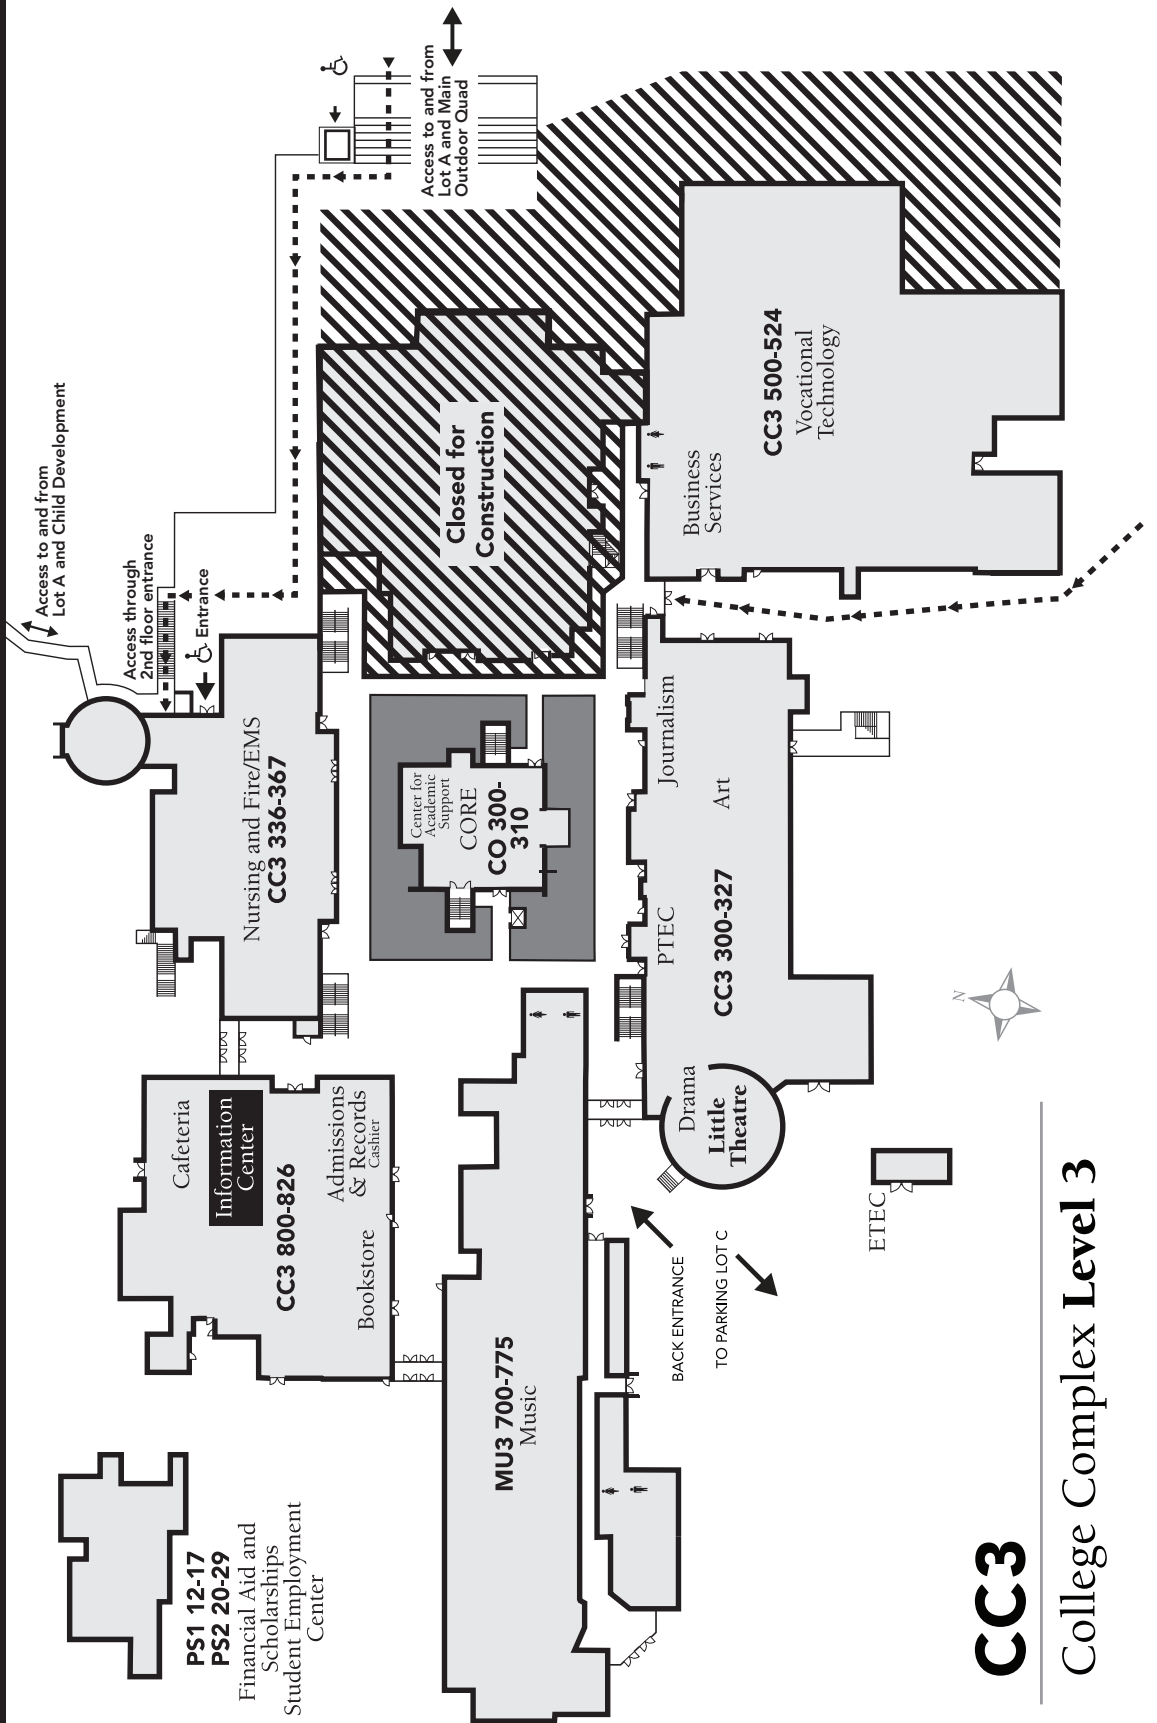 Access to and from
Lot A and Child Development
Access through
2nd floor entrance
Entrance
Access to and from
Lot A and Main
Outdoor Quad
Closed for
Construction
Nursing and Fire/EMS
CC3 336-367
Center for
Academic
Support
CORE
CO 300-
310
Business
Services
CC3 500-524
Vocational
Technology
Journalism
Art
PTEC
CC3 300-327
Drama
Little
Theatre
Cafeteria
Information
Center
CC3 800-826
Admissions
& Records
Cashier
Bookstore
MU3 700-775
Music
BACK ENTRANCE
TO PARKING LOT C
ETEC
N
PS1 12-17
PS2 20-29
Financial Aid and
Scholarships
Student Employment
Center
CC3
College Complex Level 3